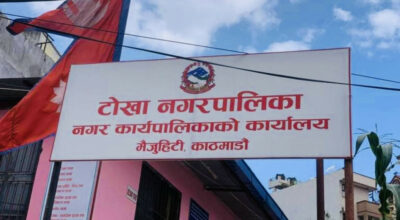 टोखा नगरपालिका
नगर कार्यपालिकाको कार्यालय
मैजुहिटी, काठमाडौं